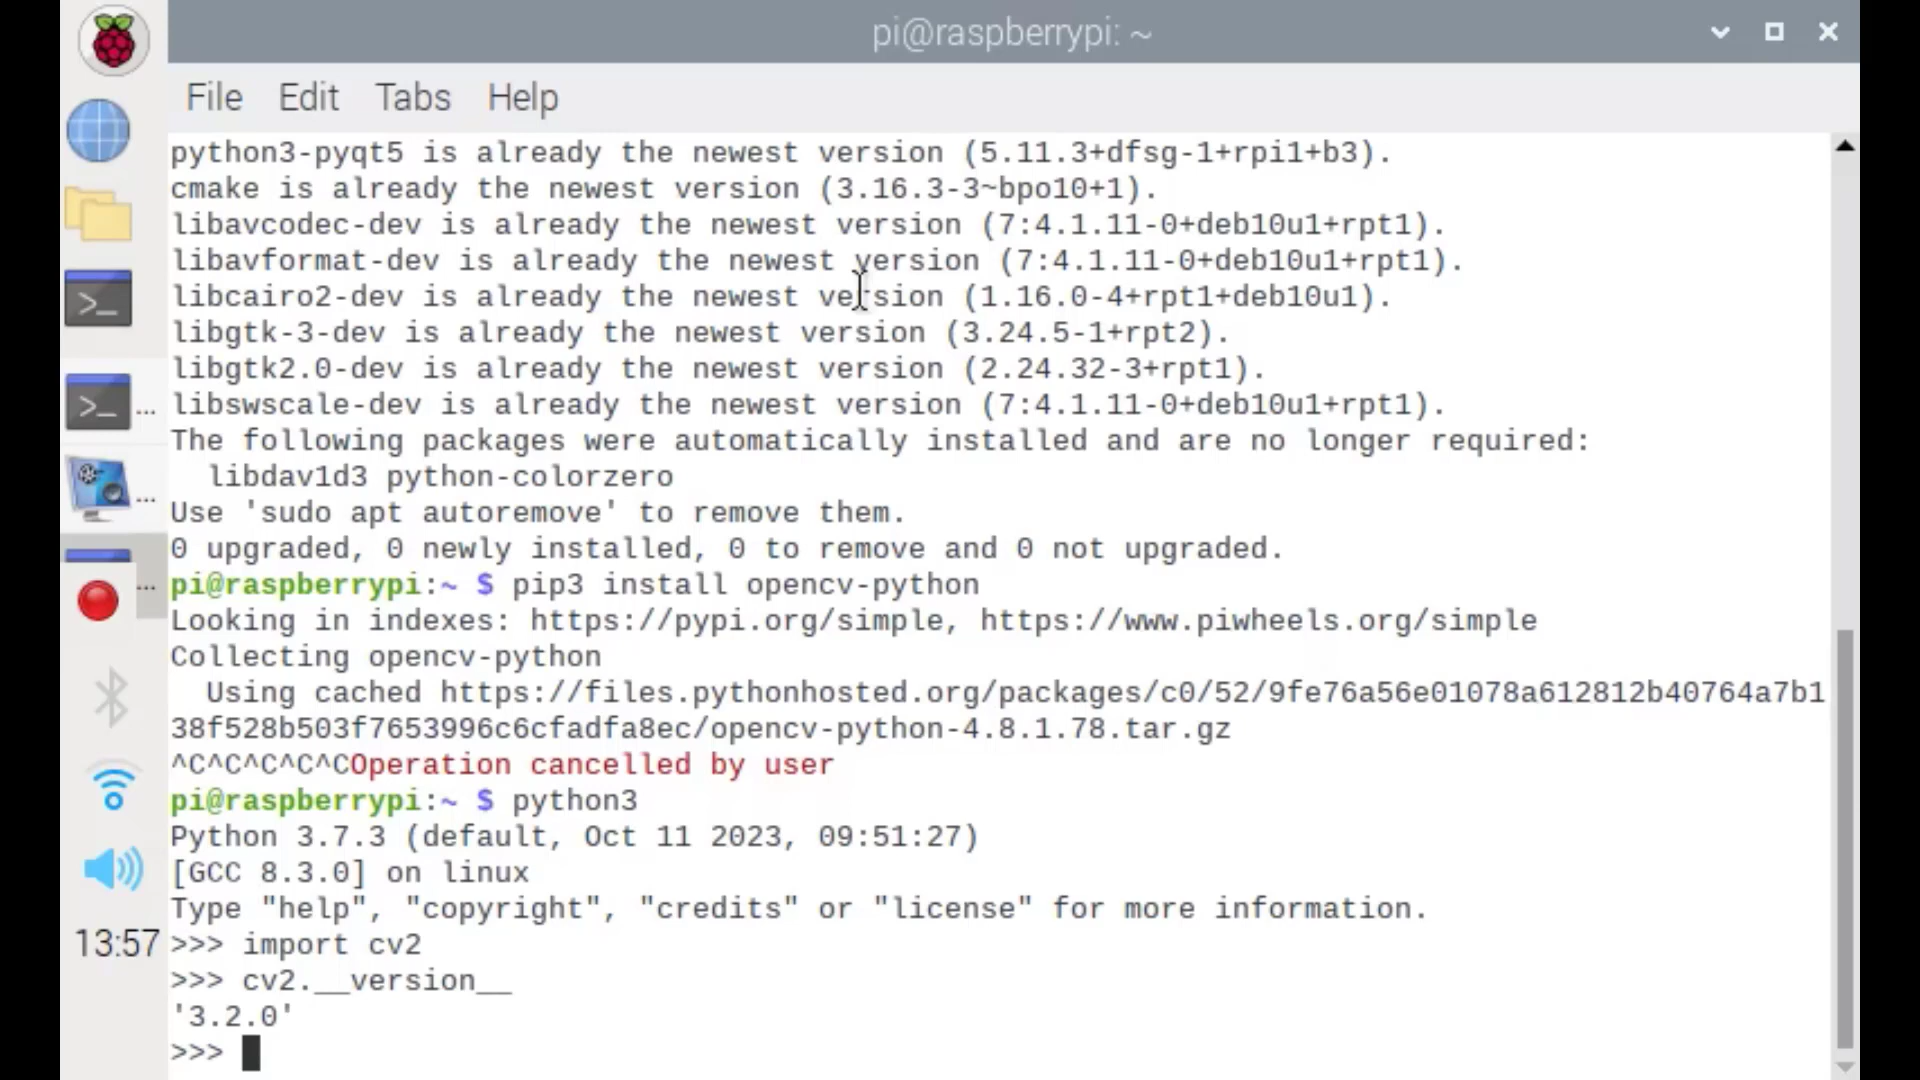 pi@raspberrypi: ~
File Edit Tabs Help
python3-pyqt5 is already the newest version (5.11.3+dfsg-1+rpi1+b3).
cmake is already the newest version (3.16.3-3~bpo10+1).
libavcodec-dev is already the newest version (7:4.1.11-0+deb10u1+rpt1).
libavformat-dev is already the newest version (7:4.1.11-0+deb10u1+rpt1).
libcairo2-dev is already the newest version (1.16.0-4+rpt1+deb10u1).
libgtk-3-dev is already the newest version (3.24.5-1+rpt2).
libgtk2.0-dev is already the newest version (2.24.32-3+rpt1).
libswscale-dev is already the newest version (7:4.1.11-0+deb10u1+rpt1).
The following packages were automatically installed and are no longer required:
  libdav1d3 python-colorzero
Use 'sudo apt autoremove' to remove them.
0 upgraded, 0 newly installed, 0 to remove and 0 not upgraded.
pi@raspberrypi:~ $ pip3 install opencv-python
Looking in indexes: https://pypi.org/simple, https://www.piwheels.org/simple
Collecting opencv-python
  Using cached https://files.pythonhosted.org/packages/c0/52/9fe76a56e01078a612812b40764a7b1
38f528b503f7653996c6cfadfa8ec/opencv-python-4.8.1.78.tar.gz
^C^C^C^C^COperation cancelled by user
pi@raspberrypi:~ $ python3
Python 3.7.3 (default, Oct 11 2023, 09:51:27)
[GCC 8.3.0] on linux
Type "help", "copyright", "credits" or "license" for more information.
>>> import cv2
>>> cv2.__version__
'3.2.0'
>>>
13:57